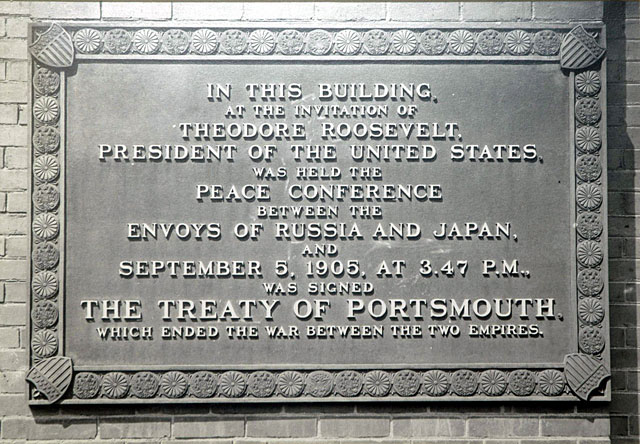 IN THIS BUILDING,
AT THE INVITATION OF
THEODORE ROOSEVELT,
PRESIDENT OF THE UNITED STATES,
WAS HELD THE
PEACE CONFERENCE
BETWEEN THE
ENVOYS OF RUSSIA AND JAPAN,
AND
SEPTEMBER 5, 1905, AT 3.47 P.M.,
WAS SIGNED
THE TREATY OF PORTSMOUTH,
WHICH ENDED THE WAR BETWEEN THE TWO EMPIRES.